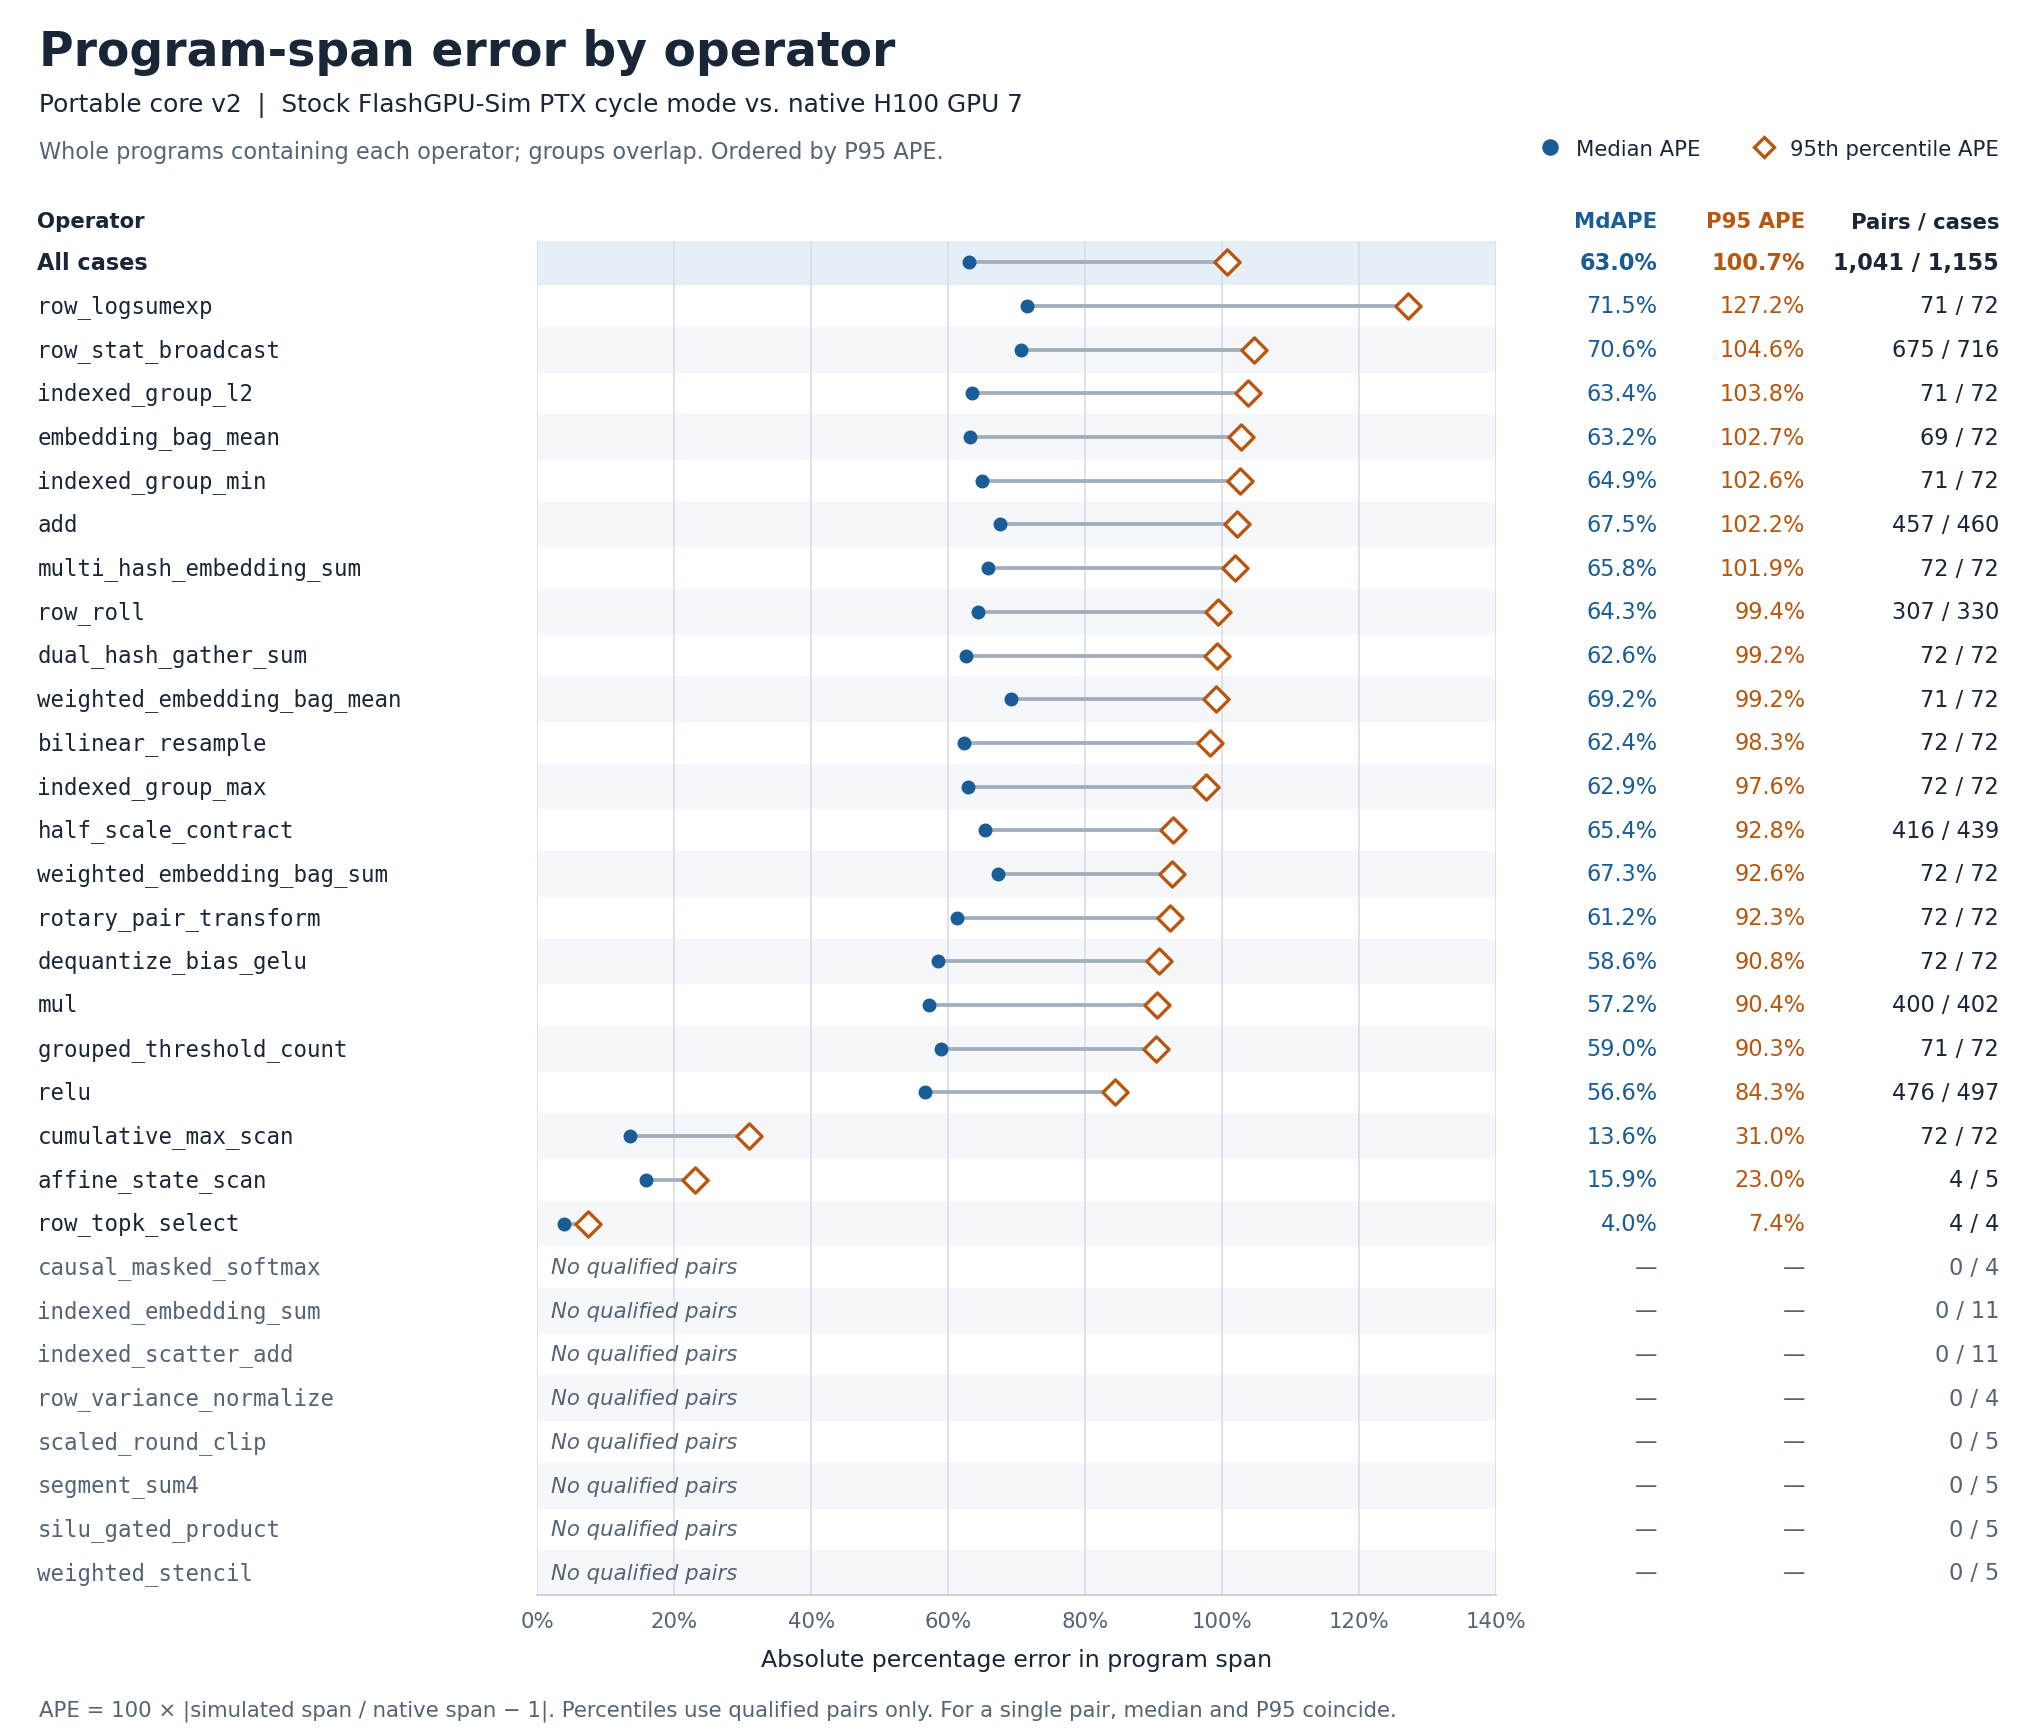 Program-span error by operator
Portable core v2 | Stock FlashGPU-Sim PTX cycle mode vs. native H100 GPU 7
Whole programs containing each operator; groups overlap. Ordered by P95 APE.
Median APE 95th percentile APE
Operator MdAPE P95 APE Pairs / cases
All cases 63.0% 100.7% 1,041 / 1,155
row_logsumexp 71.5% 127.2% 71 / 72
row_stat_broadcast 70.6% 104.6% 675 / 716
indexed_group_l2 63.4% 103.8% 71 / 72
embedding_bag_mean 63.2% 102.7% 69 / 72
indexed_group_min 64.9% 102.6% 71 / 72
add 67.5% 102.2% 457 / 460
multi_hash_embedding_sum 65.8% 101.9% 72 / 72
row_roll 64.3% 99.4% 307 / 330
dual_hash_gather_sum 62.6% 99.2% 72 / 72
weighted_embedding_bag_mean 69.2% 99.2% 71 / 72
bilinear_resample 62.4% 98.3% 72 / 72
indexed_group_max 62.9% 97.6% 72 / 72
half_scale_contract 65.4% 92.8% 416 / 439
weighted_embedding_bag_sum 67.3% 92.6% 72 / 72
rotary_pair_transform 61.2% 92.3% 72 / 72
dequantize_bias_gelu 58.6% 90.8% 72 / 72
mul 57.2% 90.4% 400 / 402
grouped_threshold_count 59.0% 90.3% 71 / 72
relu 56.6% 84.3% 476 / 497
cumulative_max_scan 13.6% 31.0% 72 / 72
affine_state_scan 15.9% 23.0% 4 / 5
row_topk_select 4.0% 7.4% 4 / 4
causal_masked_softmax No qualified pairs — — 0 / 4
indexed_embedding_sum No qualified pairs — — 0 / 11
indexed_scatter_add No qualified pairs — — 0 / 11
row_variance_normalize No qualified pairs — — 0 / 4
scaled_round_clip No qualified pairs — — 0 / 5
segment_sum4 No qualified pairs — — 0 / 5
silu_gated_product No qualified pairs — — 0 / 5
weighted_stencil No qualified pairs — — 0 / 5
0% 20% 40% 60% 80% 100% 120% 140%
Absolute percentage error in program span
APE = 100 × |simulated span / native span − 1|. Percentiles use qualified pairs only. For a single pair, median and P95 coincide.